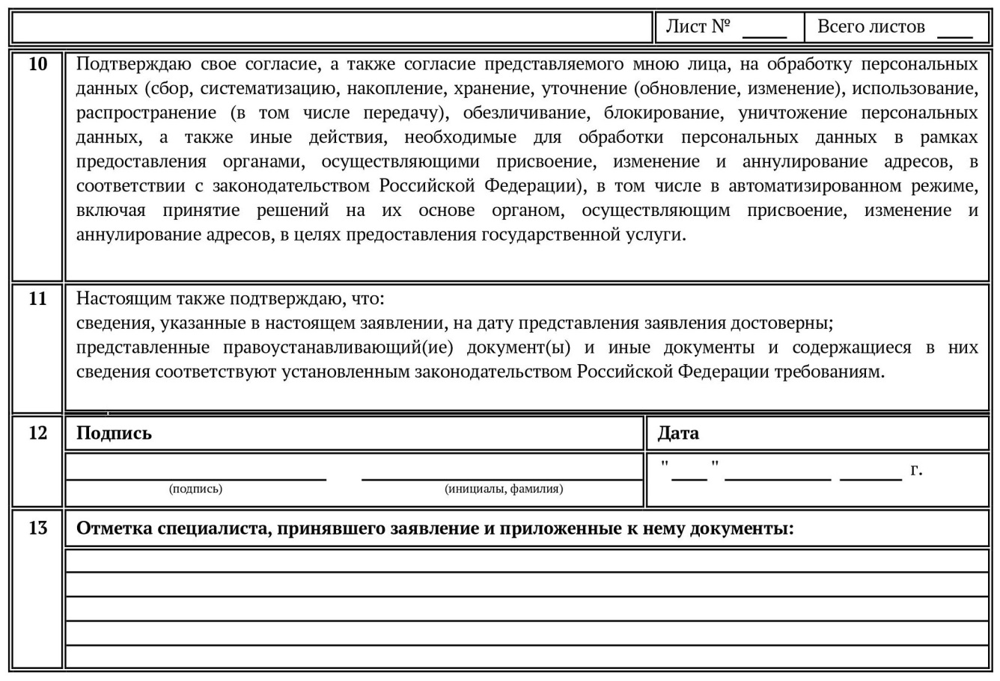 Лист № ____ Всего листов ____
10 Подтверждаю свое согласие, а также согласие представляемого мною лица, на обработку персональных
данных (сбор, систематизацию, накопление, хранение, уточнение (обновление, изменение), использование,
распространение (в том числе передачу), обезличивание, блокирование, уничтожение персональных
данных, а также иные действия, необходимые для обработки персональных данных в рамках
предоставления органами, осуществляющими присвоение, изменение и аннулирование адресов, в
соответствии с законодательством Российской Федерации), в том числе в автоматизированном режиме,
включая принятие решений на их основе органом, осуществляющим присвоение, изменение и
аннулирование адресов, в целях предоставления государственной услуги.
11 Настоящим также подтверждаю, что:
сведения, указанные в настоящем заявлении, на дату представления заявления достоверны;
представленные правоустанавливающий(ие) документ(ы) и иные документы и содержащиеся в них
сведения соответствуют установленным законодательством Российской Федерации требованиям.
12 Подпись Дата
"____" ____________ _______ г.
(подпись) (инициалы, фамилия)
13 Отметка специалиста, принявшего заявление и приложенные к нему документы: